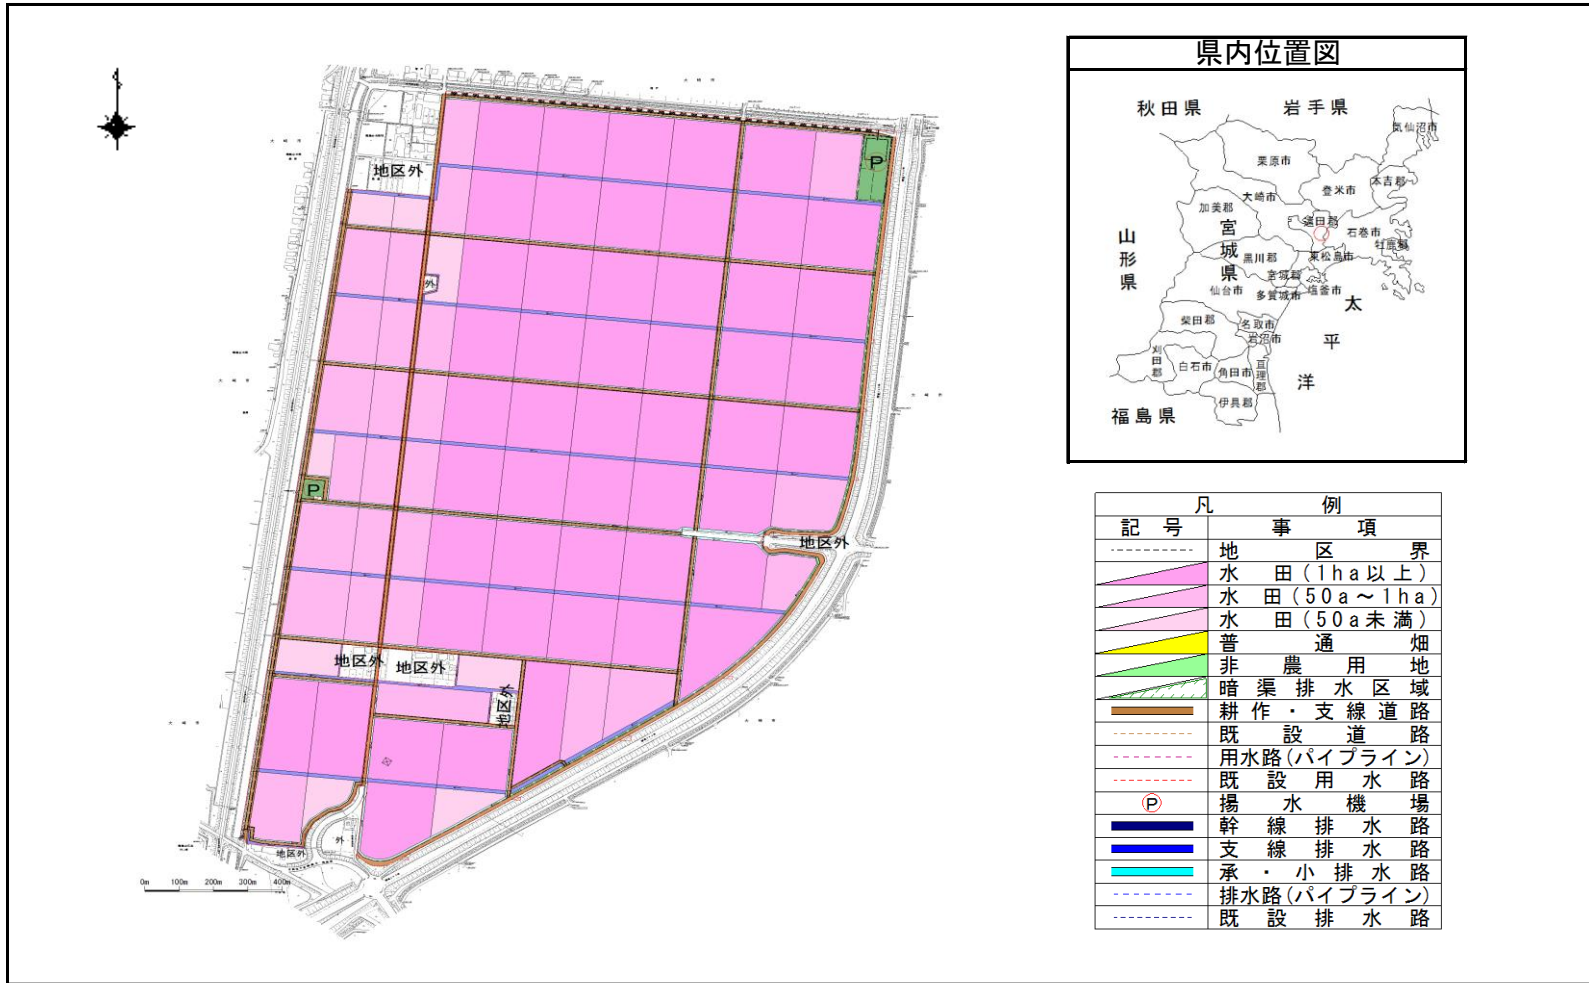 県内位置図
秋田県
岩手県
気仙沼市
栗原市
本吉郡
登米市
大崎市
加美郡
遠田郡
石巻市
宮城県
牡鹿郡
山形県
黒川郡
東松島市
宮城郡
仙台市
多賀城市
塩釜市
太平洋
柴田郡
名取市
岩沼市
刈田郡
白石市
角田市
亘理郡
伊具郡
福島県
地区外
P
外
P
地区外
地区外
地区外
地区外
外
地区外
0m 100m 200m 300m 400m
凡例
記号 事項
地区界
水田(1ha以上)
水田(50a～1ha)
水田(50a未満)
普通畑
非農用地
暗渠排水区域
耕作・支線道路
既設道路
用水路(パイプライン)
既設用水路
P 揚水機場
幹線排水路
支線排水路
承・小排水路
排水路(パイプライン)
既設排水路